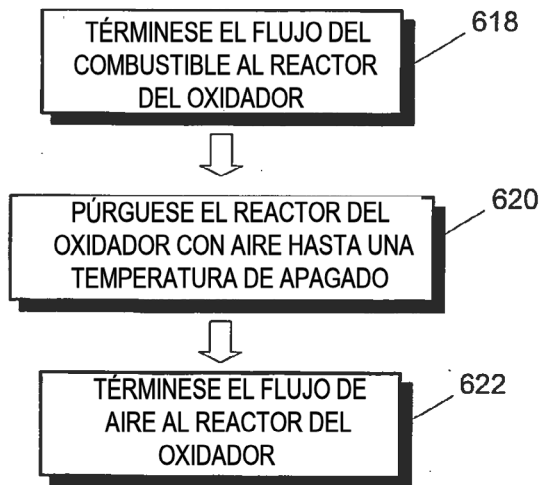 TÉRMINESE EL FLUJO DEL
COMBUSTIBLE AL REACTOR
DEL OXIDADOR
618
PÚRGUESE EL REACTOR DEL
OXIDADOR CON AIRE HASTA UNA
TEMPERATURA DE APAGADO
620
TÉRMINESE EL FLUJO DE
AIRE AL REACTOR DEL
OXIDADOR
622